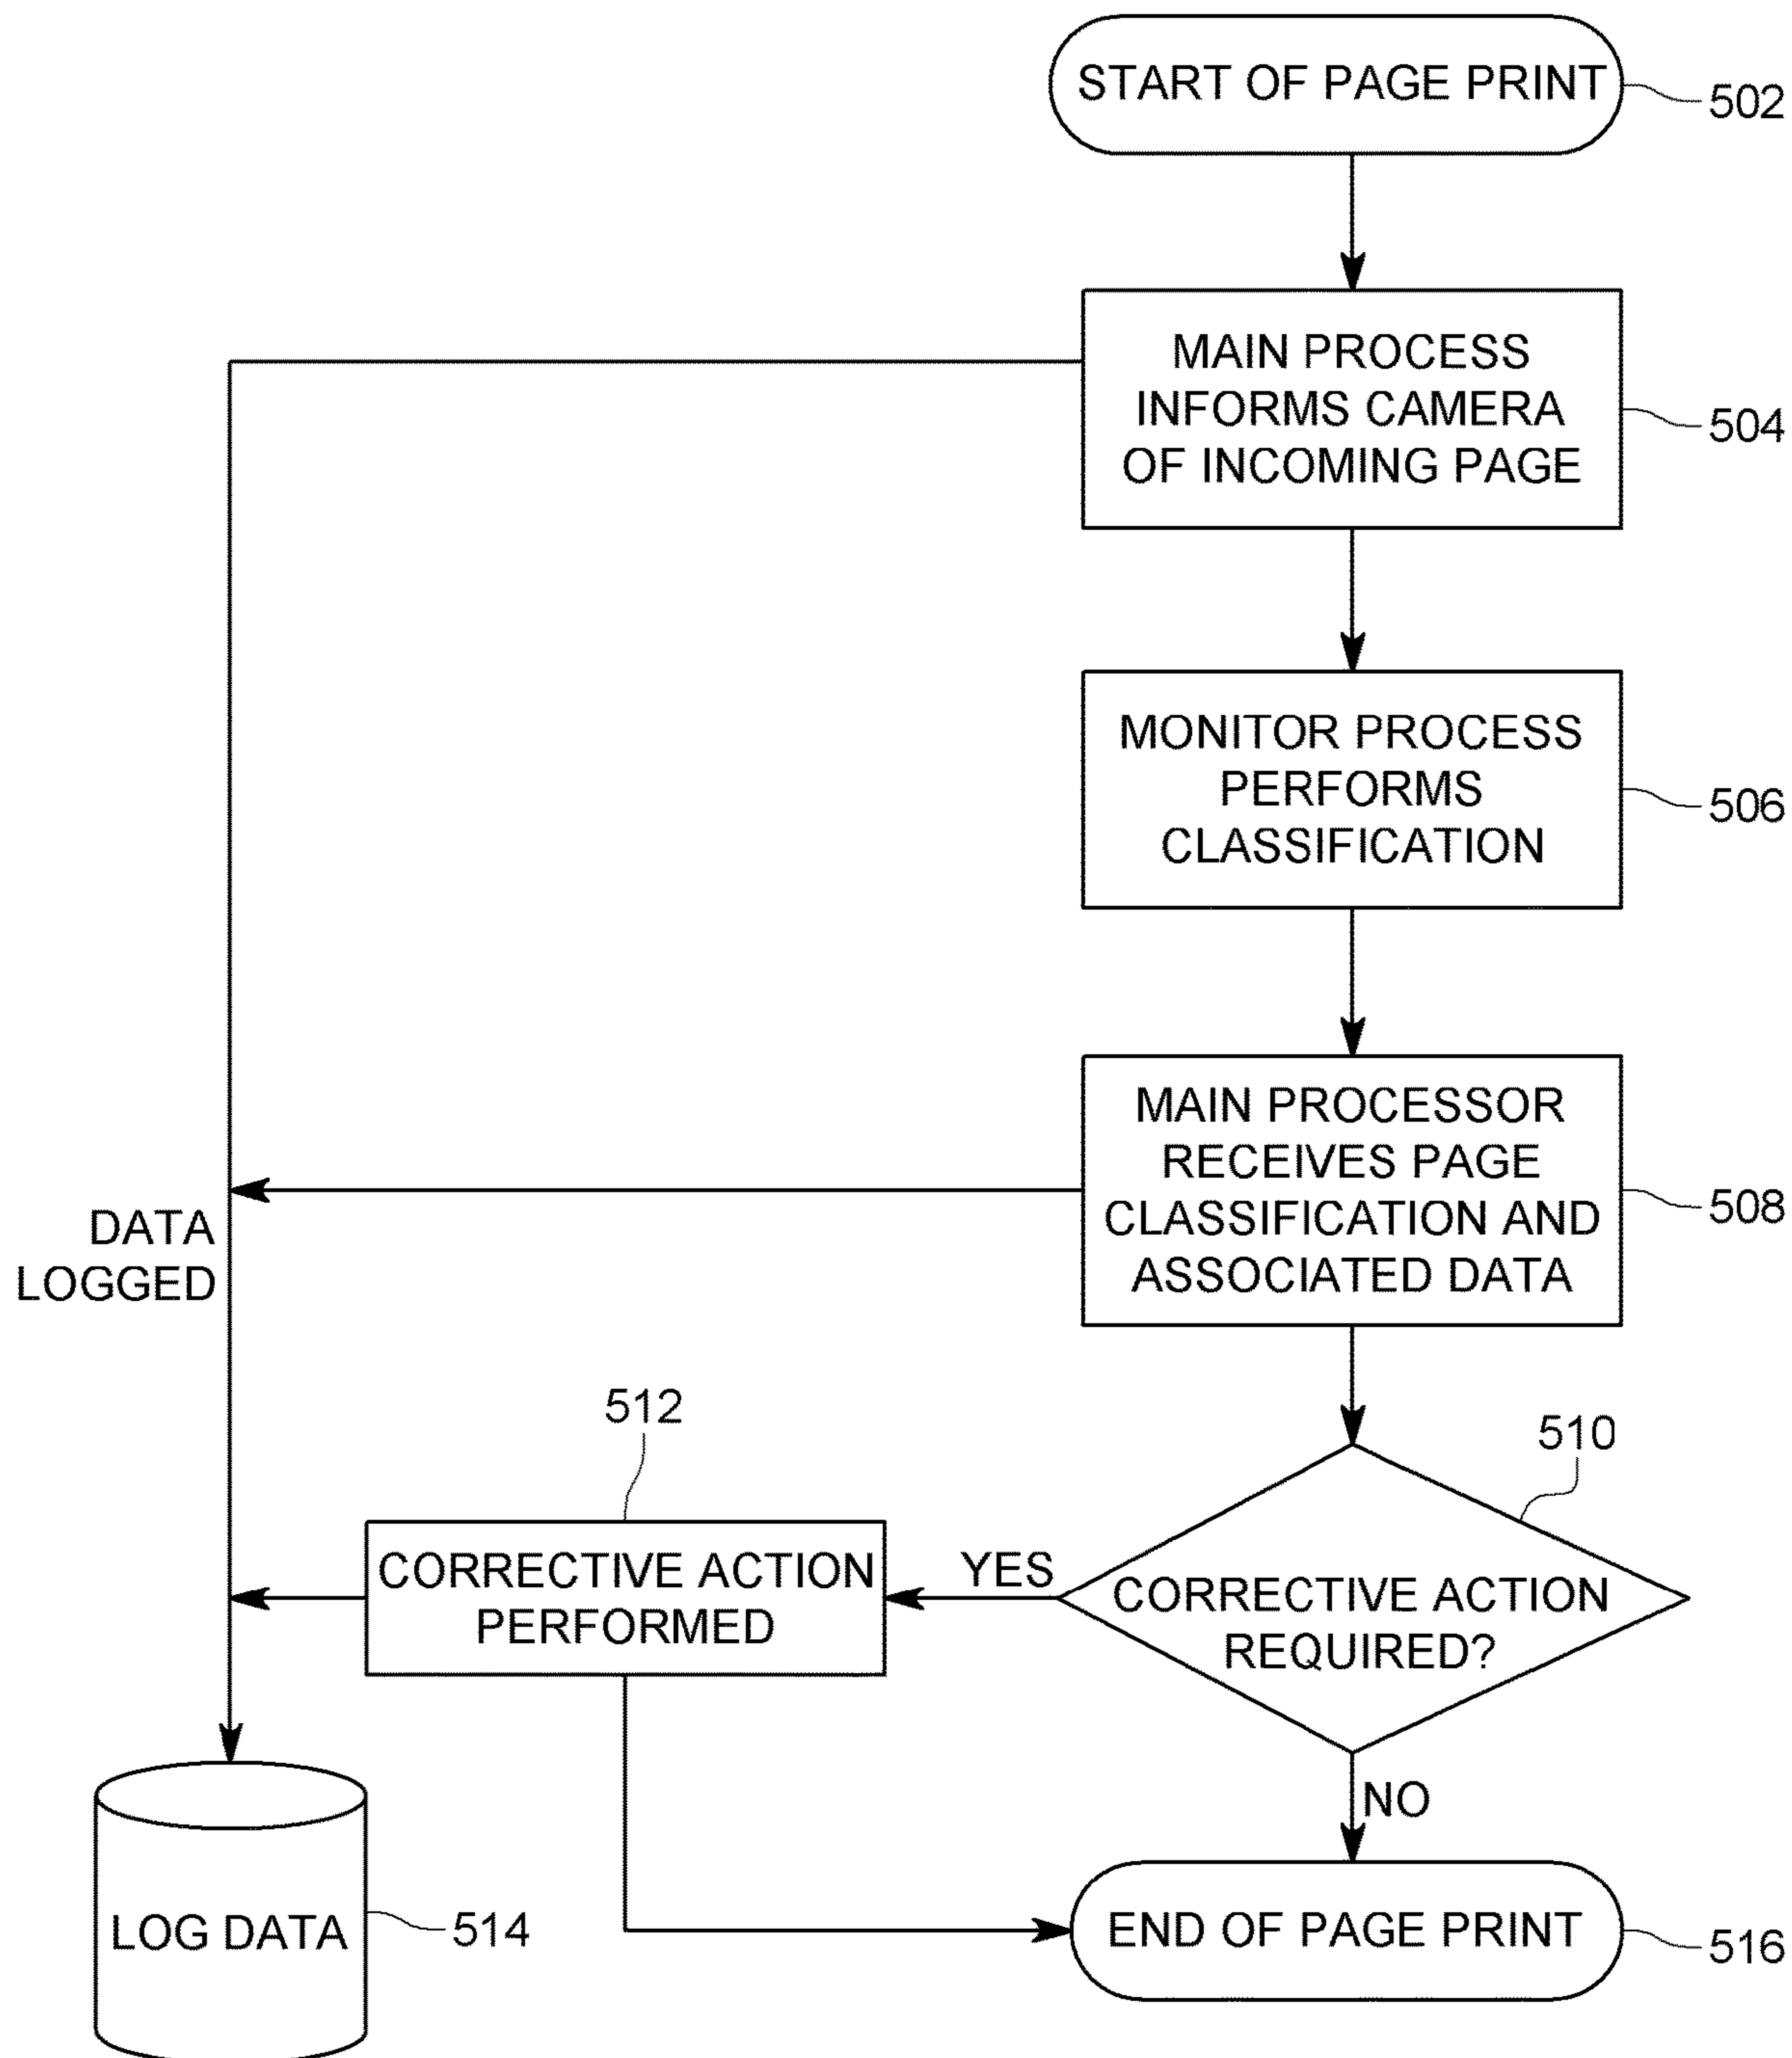 START OF PAGE PRINT
502
MAIN PROCESS
INFORMS CAMERA
OF INCOMING PAGE
504
MONITOR PROCESS
PERFORMS
CLASSIFICATION
506
MAIN PROCESSOR
RECEIVES PAGE
CLASSIFICATION AND
ASSOCIATED DATA
508
DATA
LOGGED
512
510
CORRECTIVE ACTION
PERFORMED
YES
CORRECTIVE ACTION
REQUIRED?
NO
LOG DATA
514
END OF PAGE PRINT
516